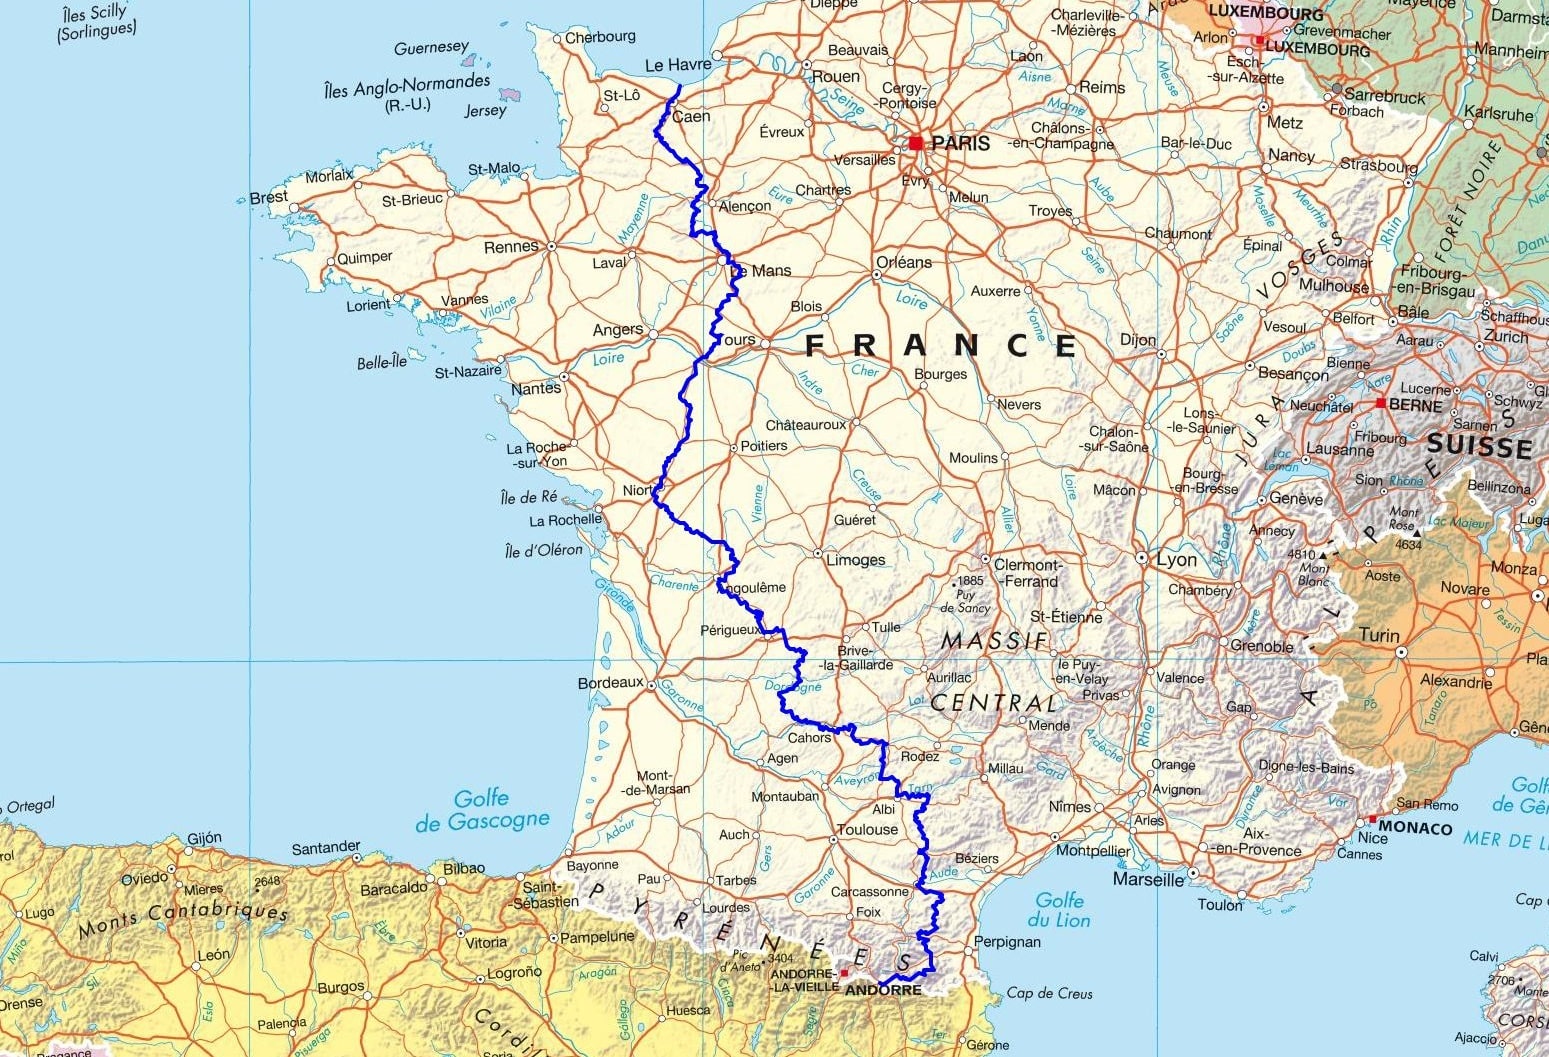 Îles Scilly
(Sorlingues)
Dieppe
Charleville-
-Mézières
Arde
LUXEMBOURG
Mayenne
Darmsta
Cherbourg
Guernesey
Beauvais
Laon
Arlon
Grevenmacher
LUXEMBOURG
Mannheim
Le Havre
Rouen
Aisne
Meuse
Esch-
-sur-Alzette
Îles Anglo-Normandes
(R.-U.)
Jersey
St-Lô
Seine
Cergy-
-Pontoise
Reims
Sarrebruck
Forbach
Karlsruhe
Caen
Évreux
Marne
Châlons-
-en-Champagne
Metz
PARIS
Versailles
Bar-le-Duc
Nancy
Strasbourg
Brest
Morlaix
St-Malo
St-Brieuc
Mayenne
Alençon
Eure
Chartres
Évry
Melun
Aube
Troyes
Moselle
Meurthe
Rhin
FORÊT NOIRE
Quimper
Rennes
Laval
Le Mans
Orléans
Seine
Chaumont
Épinal
VOSGES
Colmar
Danu
Lorient
Vannes
Vilaine
Blois
Loire
Auxerre
Yonne
Mulhouse
Fribourg-
-en-Brisgau
Belle-Île
Angers
Loire
Tours
FRANCE
Dijon
Saône
Vesoul
Belfort
Bâle
Schaffhous
Aarau
Zurich
St-Nazaire
Nantes
Indre
Cher
Bourges
Doubs
Besançon
Bienne
Aare
Lucerne
Gl
Schwyz
Nevers
Neuchâtel
BERNE
Sarnen
La Roche-
-sur-Yon
Poitiers
Châteauroux
Chalon-
-sur-Saône
Lons-
-le-Saunier
JURA
Fribourg
Lausanne
SUISSE
Île de Ré
Niort
Vienne
Creuse
Moulins
Loire
Mâcon
Bourg-
-en-Bresse
Lac
Leman
Genève
Sion
Rhône
Bellinzona
La Rochelle
Île d'Oléron
Guéret
Allier
Annecy
Mont
Rose
4634
Lac Majeur
Luga
Gironde
Charente
Angoulême
Limoges
Clermont-
-Ferrand
Lyon
Rhône
4810
Mont
Blanc
ALPES
Aoste
Monza
Novare
1885
Puy
de Sancy
Chambéry
Tessin
Périgueux
Tulle
St-Étienne
MASSIF
CENTRAL
Isère
Grenoble
Turin
Brive-
-la-Gaillarde
le Puy-
-en-Velay
Pla
Bordeaux
Garonne
Dordogne
Aurillac
Privas
Valence
Alexandrie
Lot
Mende
Rhône
Gap
Pô
Tanaro
Cahors
Rodez
Ardèche
Gên
Agen
Aveyron
Millau
Gard
Orange
Digne-les-Bains
Mont-
-de-Marsan
Montauban
Tarn
Albi
Avignon
Durance
Var
San Remo
Golf
de Gên
o Ortegal
Golfe
de Gascogne
Adour
Auch
Gers
Toulouse
Nîmes
Arles
Aix-
-en-Provence
MONACO
Nice
Cannes
MER DE L
Gijón
Santander
Bayonne
Béziers
Montpellier
Marseille
Oviedo
Mieres
2648
Baracaldo
Bilbao
Saint-
-Sébastien
Pau
Tarbes
Garonne
Carcassonne
Aude
Golfe
du Lion
Toulon
Lugo
Monts Cantabriques
PYRÉNÉES
Lourdes
Foix
Cap
Miño
Sil
León
Èbre
Vitoria
Pampelune
Pic
d'Aneto
3404
ANDORRE-
-LA-VIEILLE
ANDORRE
Perpignan
Calvi
Logroño
Aragón
Cinca
Cap de Creus
2706
Monte
Orense
Esla
Burgos
Gállego
Huesca
Segre
CORSE
Palencia
Cordil
Ter
Gérone
Ajaccio
Soria